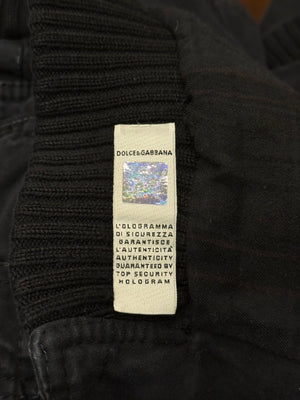 DOLCE&GABBANA
L'OLOGRAMMA
DI SICUREZZA
GARANTISCE
L'AUTENTICITÀ
AUTHENTICITY
GUARANTEED BY
TOP SECURITY
HOLOGRAM